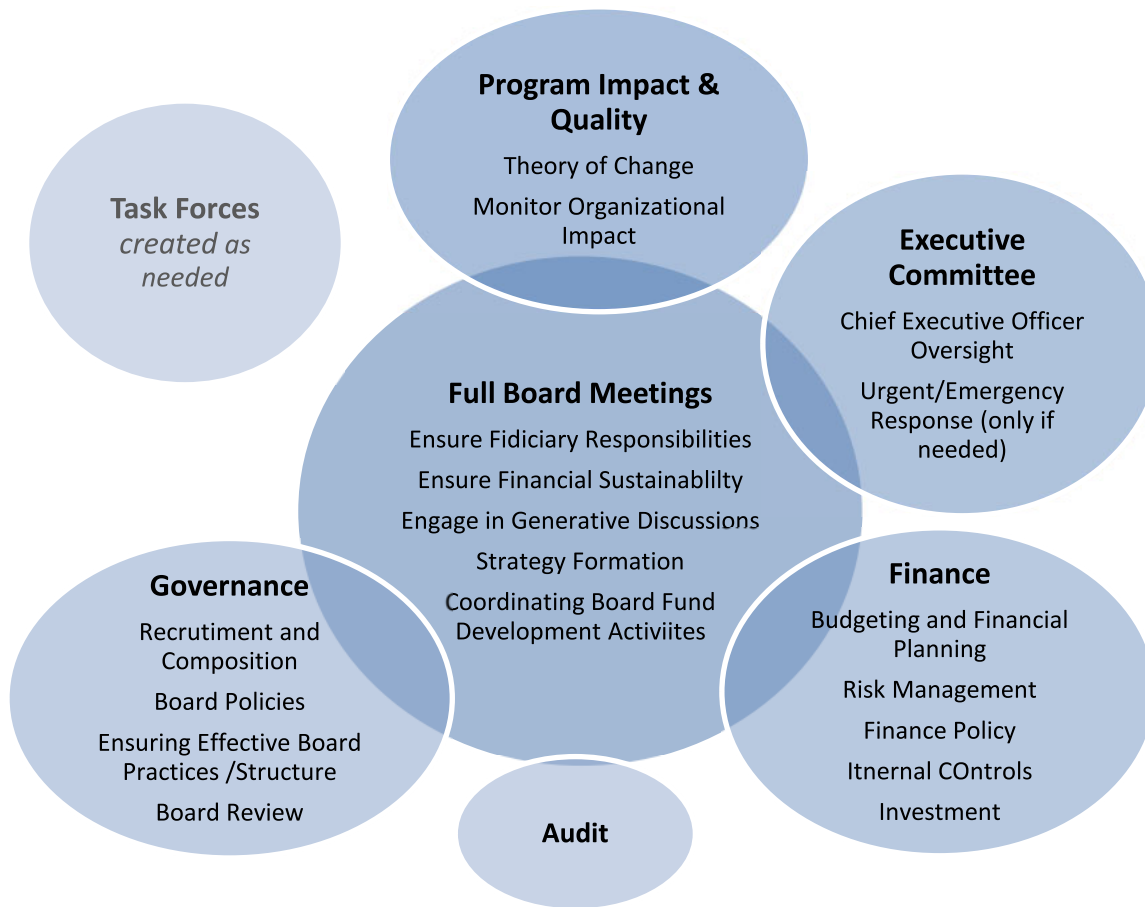 Program Impact &
Quality
Theory of Change
Monitor Organizational
Impact
Task Forces
created as
needed
Executive
Committee
Chief Executive Officer
Oversight
Urgent/Emergency
Response (only if
needed)
Full Board Meetings
Ensure Fidiciary Responsibilities
Ensure Financial Sustainablilty
Engage in Generative Discussions
Strategy Formation
Coordinating Board Fund
Development Activiites
Governance
Recrutiment and
Composition
Board Policies
Ensuring Effective Board
Practices /Structure
Board Review
Finance
Budgeting and Financial
Planning
Risk Management
Finance Policy
Itnernal COntrols
Investment
Audit